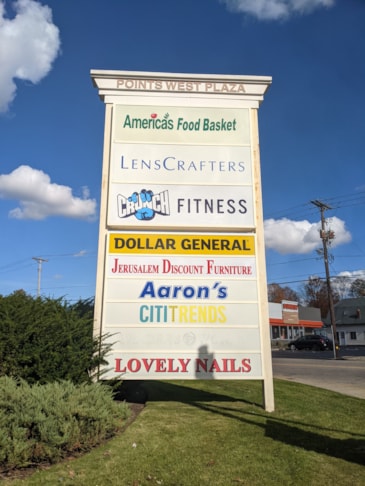 POINTS WEST PLAZA
America's Food Basket
LENSCRAFTERS
CRUNCH FITNESS
DOLLAR GENERAL
JERUSALEM DISCOUNT FURNITURE
Aaron's
CITITRENDS
LOVELY NAILS